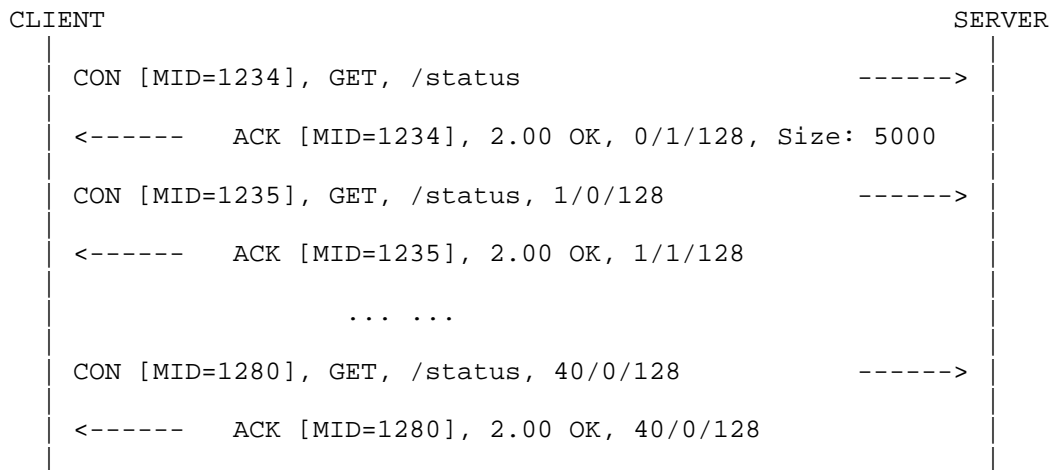 CLIENT SERVER
CON [MID=1234], GET, /status ------>
<------ ACK [MID=1234], 2.00 OK, 0/1/128, Size: 5000
CON [MID=1235], GET, /status, 1/0/128 ------>
<------ ACK [MID=1235], 2.00 OK, 1/1/128
... ...
CON [MID=1280], GET, /status, 40/0/128 ------>
<------ ACK [MID=1280], 2.00 OK, 40/0/128